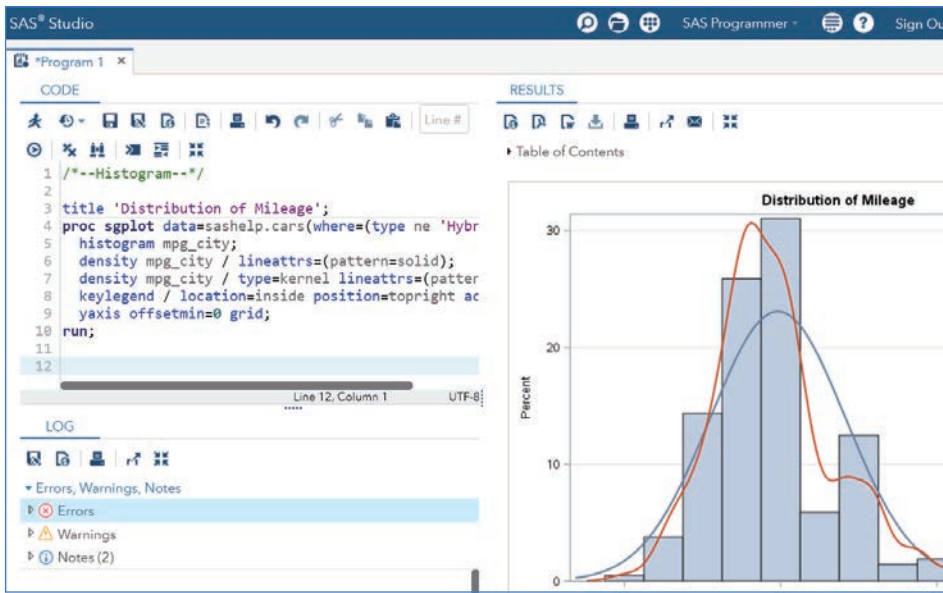 SAS® Studio
SAS Programmer
Sign Ou
*Program 1 ×
CODE
Line #
1 /*--Histogram--*/
2
3 title 'Distribution of Mileage';
4 proc sgplot data=sashelp.cars(where=(type ne 'Hybr
5 histogram mpg_city;
6 density mpg_city / lineattrs=(pattern=solid);
7 density mpg_city / type=kernel lineattrs=(patter
8 keylegend / location=inside position=topright ac
9 yaxis offsetmin=0 grid;
10 run;
11
12
Line 12, Column 1
UTF-8
LOG
Errors, Warnings, Notes
Errors
Warnings
Notes (2)
RESULTS
Table of Contents
Distribution of Mileage
30
20
Percent
10
0